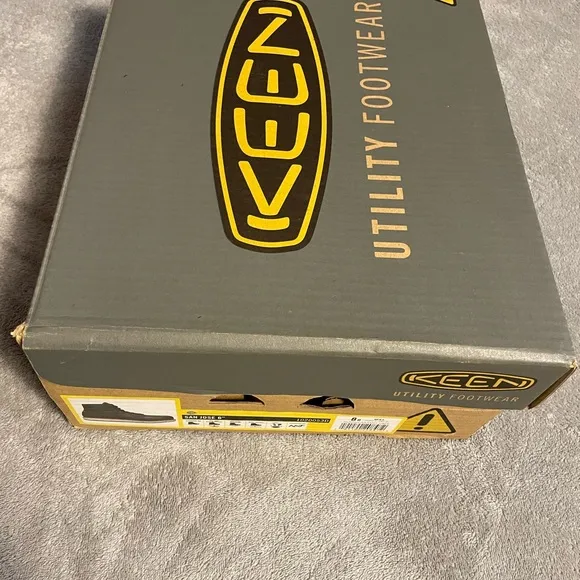 KEEN
UTILITY FOOTWEAR
KEEN
UTILITY FOOTWEAR
SAN JOSE 6"